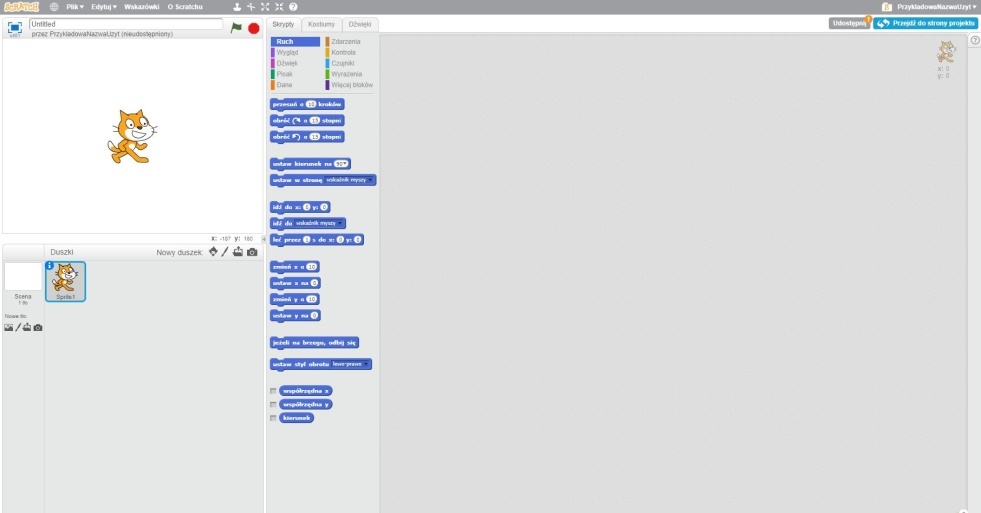 SCRATCH Plik Edytuj Wskazówki O Scratchu PrzykladowaNazwaUzyt
Untitled
przez PrzykladowaNazwaUzyt (nieudostępniony)
Skrypty Kostiumy Dźwięki
Udostępnij Przejdź do strony projektu
Ruch Zdarzenia
Wygląd Kontrola
Dźwięk Czujniki
Pisak Wyrażenia
Dane Więcej bloków
x: 0
y: 0
przesuń o 10 kroków
obróć o 15 stopni
obróć o 15 stopni
ustaw kierunek na 90
ustaw w stronę wskaźnik myszy
idź do x: 0 y: 0
idź do wskaźnik myszy
leć przez 1 s do x: 0 y: 0
zmień x o 10
ustaw x na 0
zmień y o 10
ustaw y na 0
jeżeli na brzegu, odbij się
ustaw styl obrotu lewo-prawo
współrzędna x
współrzędna y
kierunek
y: 180
Duszki Nowy duszek:
Scena
1 tło
Sprite1
Nowe tło: